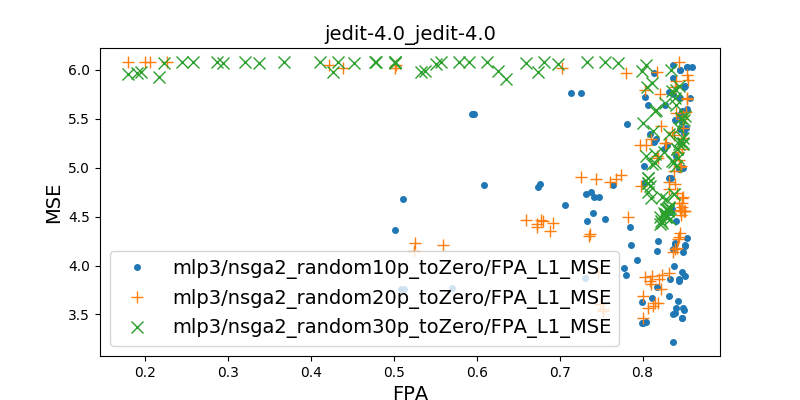 jedit-4.0_jedit-4.0
MSE
6.0
5.5
5.0
4.5
4.0
3.5
mlp3/nsga2_random10p_toZero/FPA_L1_MSE
mlp3/nsga2_random20p_toZero/FPA_L1_MSE
mlp3/nsga2_random30p_toZero/FPA_L1_MSE
0.2 0.3 0.4 0.5 0.6 0.7 0.8
FPA